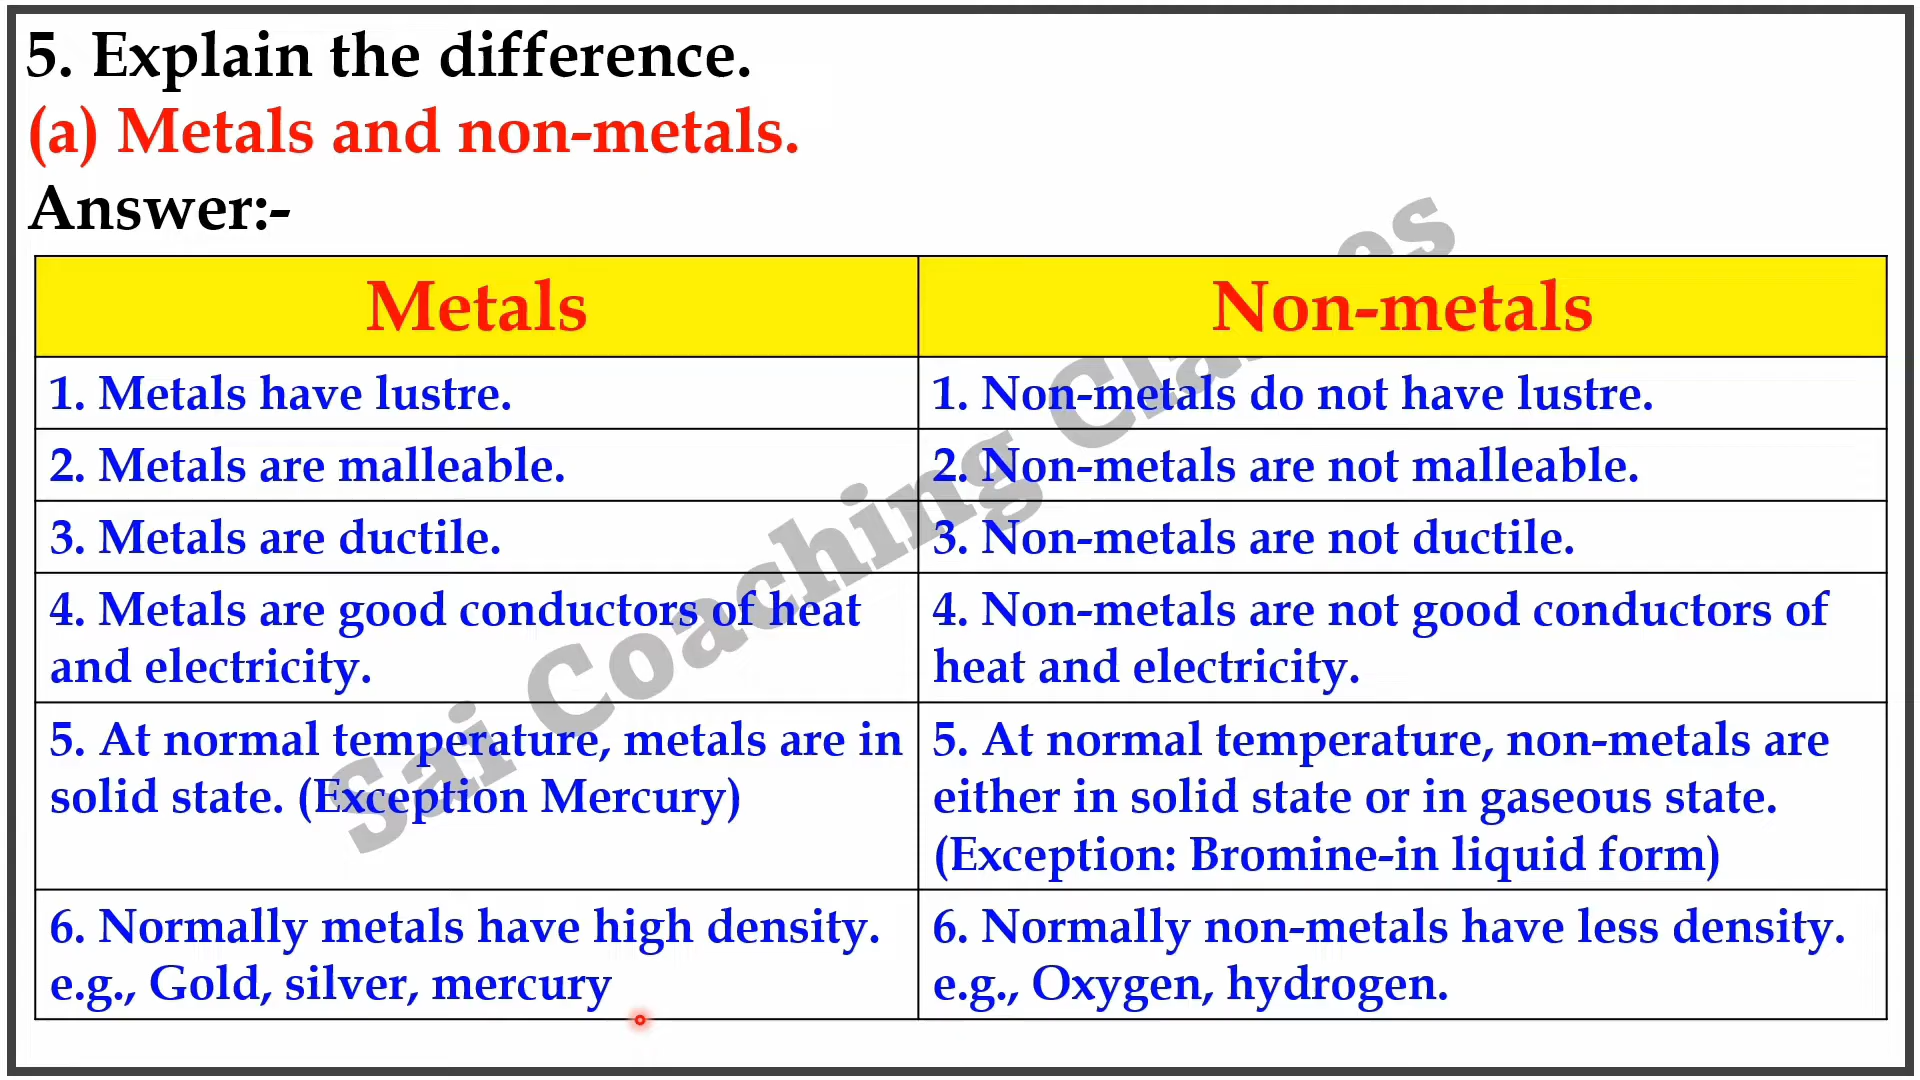 5. Explain the difference.
(a) Metals and non-metals.
Answer:-
Metals
Non-metals
1. Metals have lustre.
1. Non-metals do not have lustre.
2. Metals are malleable.
2. Non-metals are not malleable.
3. Metals are ductile.
3. Non-metals are not ductile.
4. Metals are good conductors of heat
and electricity.
4. Non-metals are not good conductors of
heat and electricity.
5. At normal temperature, metals are in
solid state. (Exception Mercury)
5. At normal temperature, non-metals are
either in solid state or in gaseous state.
(Exception: Bromine-in liquid form)
6. Normally metals have high density.
e.g., Gold, silver, mercury
6. Normally non-metals have less density.
e.g., Oxygen, hydrogen.
Sai Coaching Classes